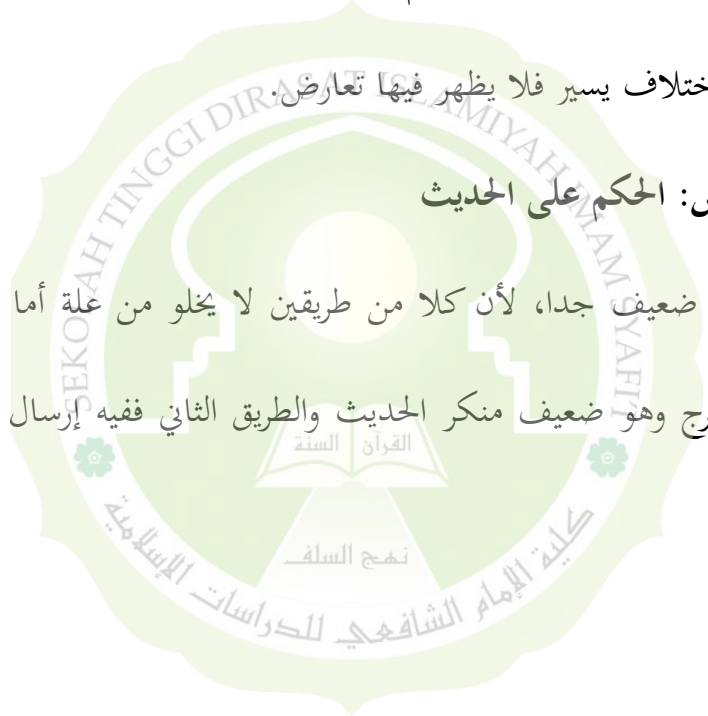 ختلاف يسير فلا يظهر فيها تعارض.
س: الحكم على الحديث
ضعيف جدا، لأن كلا من طريقين لا يخلو من علة أما
رج وهو ضعيف منكر الحديث والطريق الثاني ففيه إرسال
SEKOLAH TINGGI DIRASAT ISLAMIYAH IMAM SYAFI'I
القرآن السنة
نهج السلف
كلية الإمام الشافعي للدراسات الإسلامية